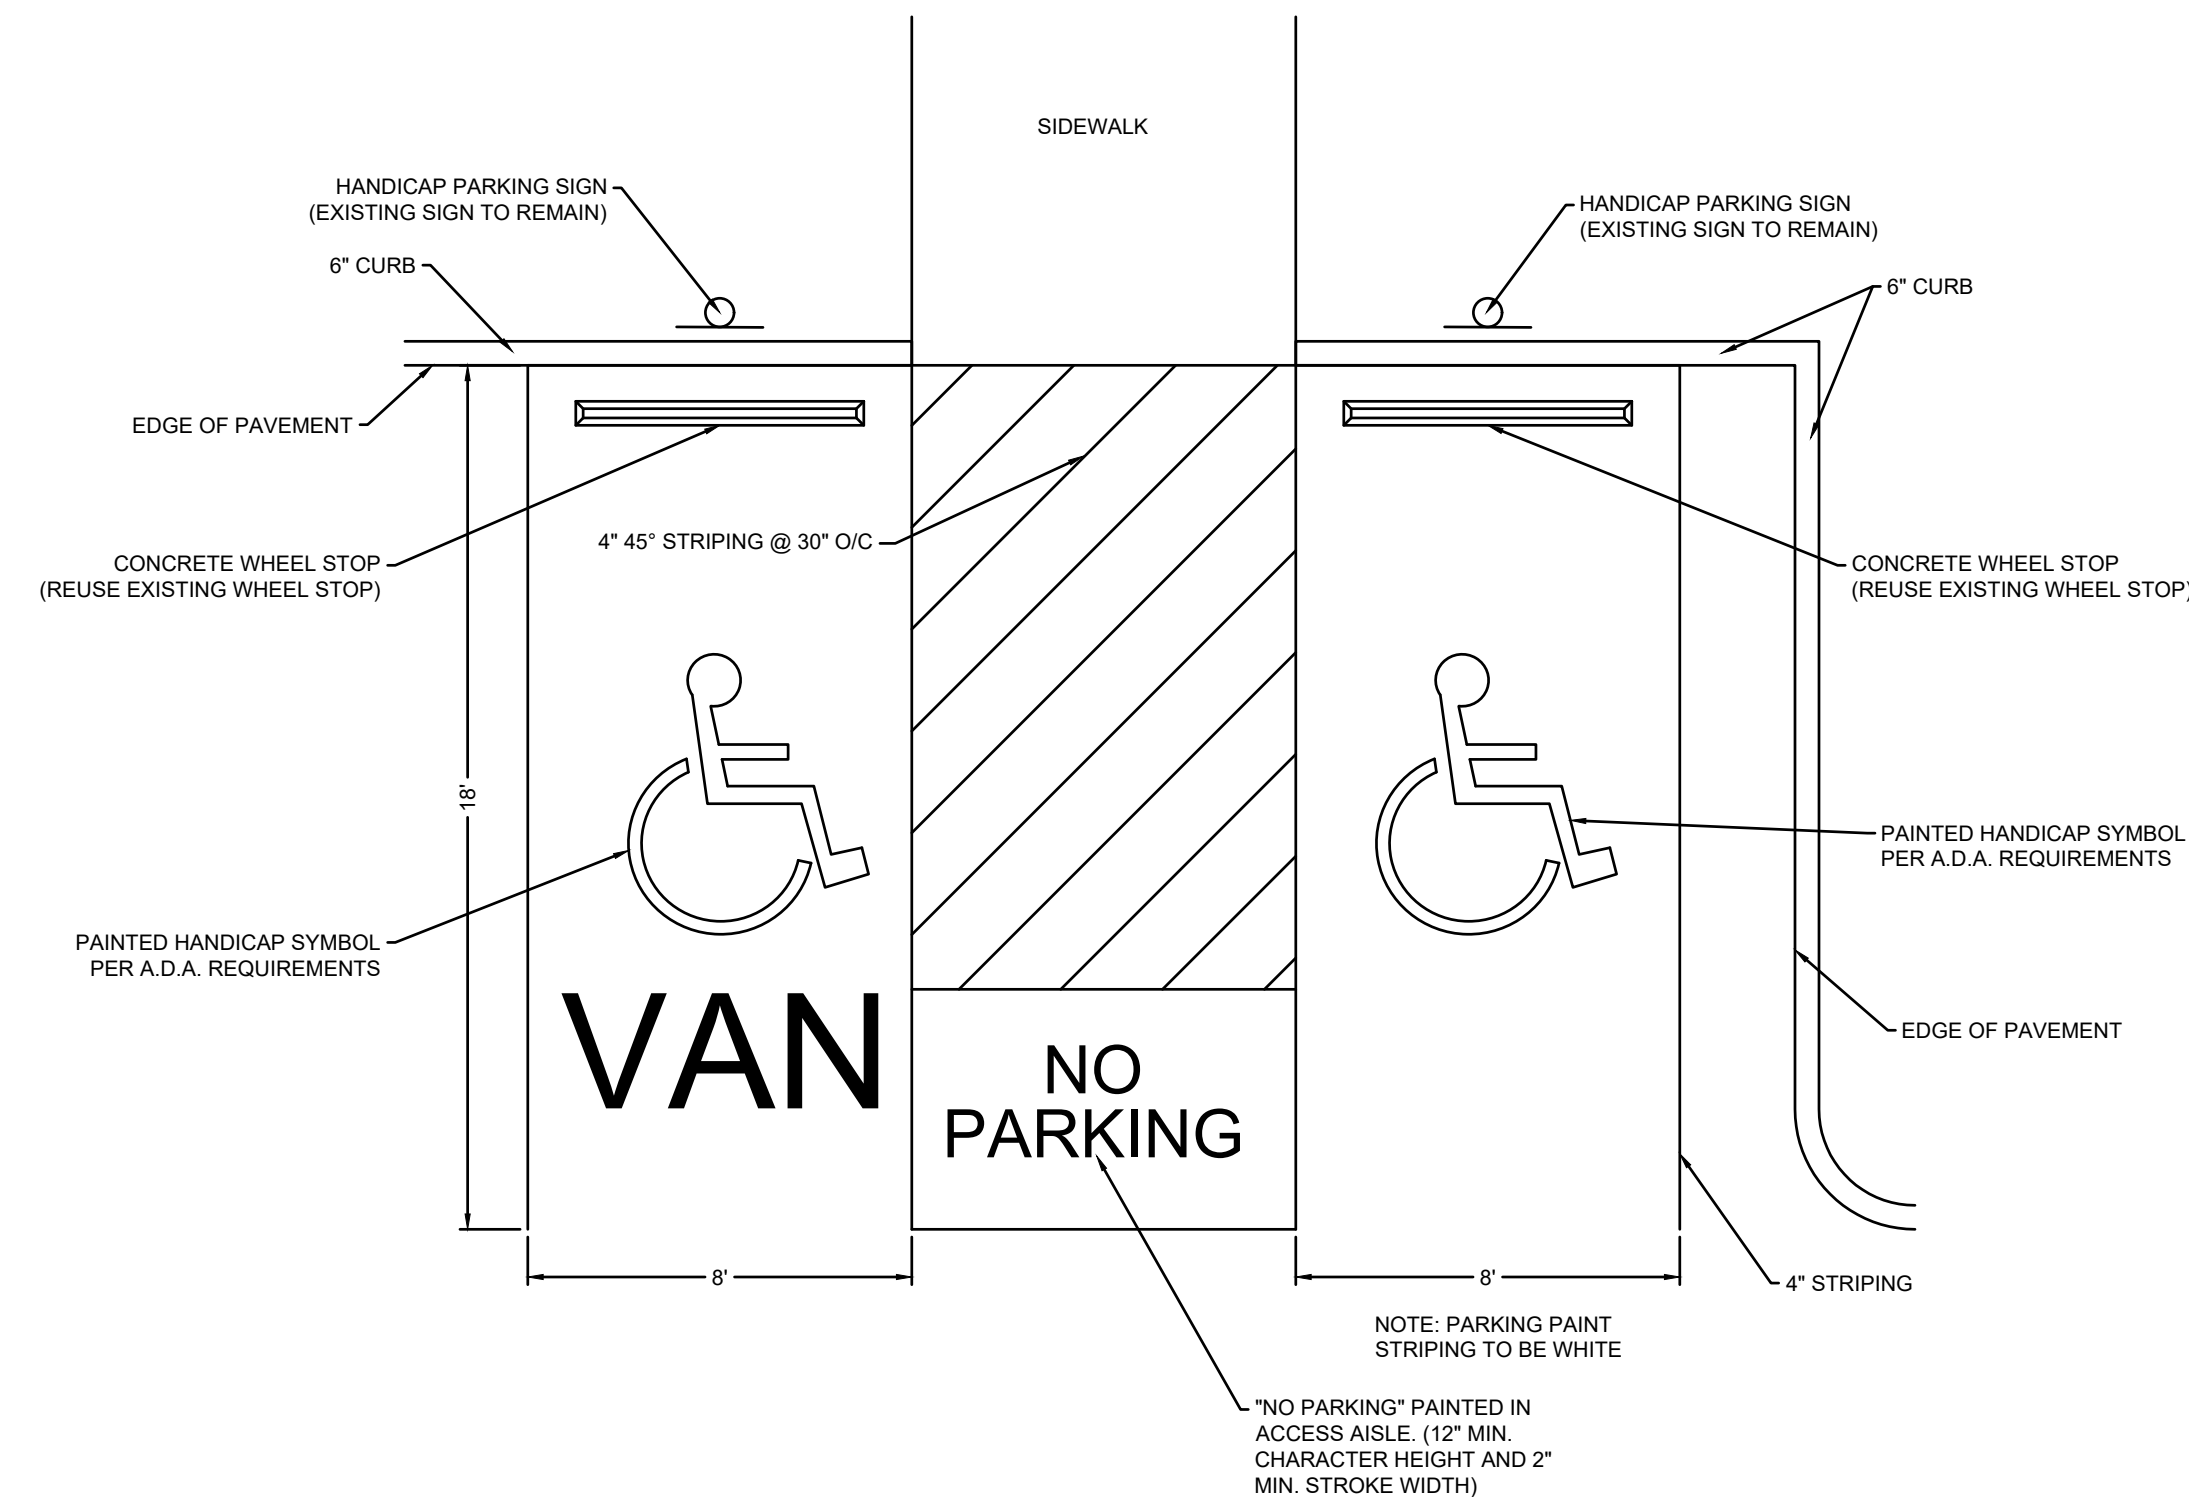 SIDEWALK
HANDICAP PARKING SIGN
(EXISTING SIGN TO REMAIN)
HANDICAP PARKING SIGN
(EXISTING SIGN TO REMAIN)
6" CURB
6" CURB
EDGE OF PAVEMENT
4" 45° STRIPING @ 30" O/C
CONCRETE WHEEL STOP
(REUSE EXISTING WHEEL STOP)
CONCRETE WHEEL STOP
(REUSE EXISTING WHEEL STOP)
18'
PAINTED HANDICAP SYMBOL
PER A.D.A. REQUIREMENTS
PAINTED HANDICAP SYMBOL
PER A.D.A. REQUIREMENTS
VAN
NO
PARKING
EDGE OF PAVEMENT
8'
8'
4" STRIPING
NOTE: PARKING PAINT
STRIPING TO BE WHITE
"NO PARKING" PAINTED IN
ACCESS AISLE. (12" MIN.
CHARACTER HEIGHT AND 2"
MIN. STROKE WIDTH)